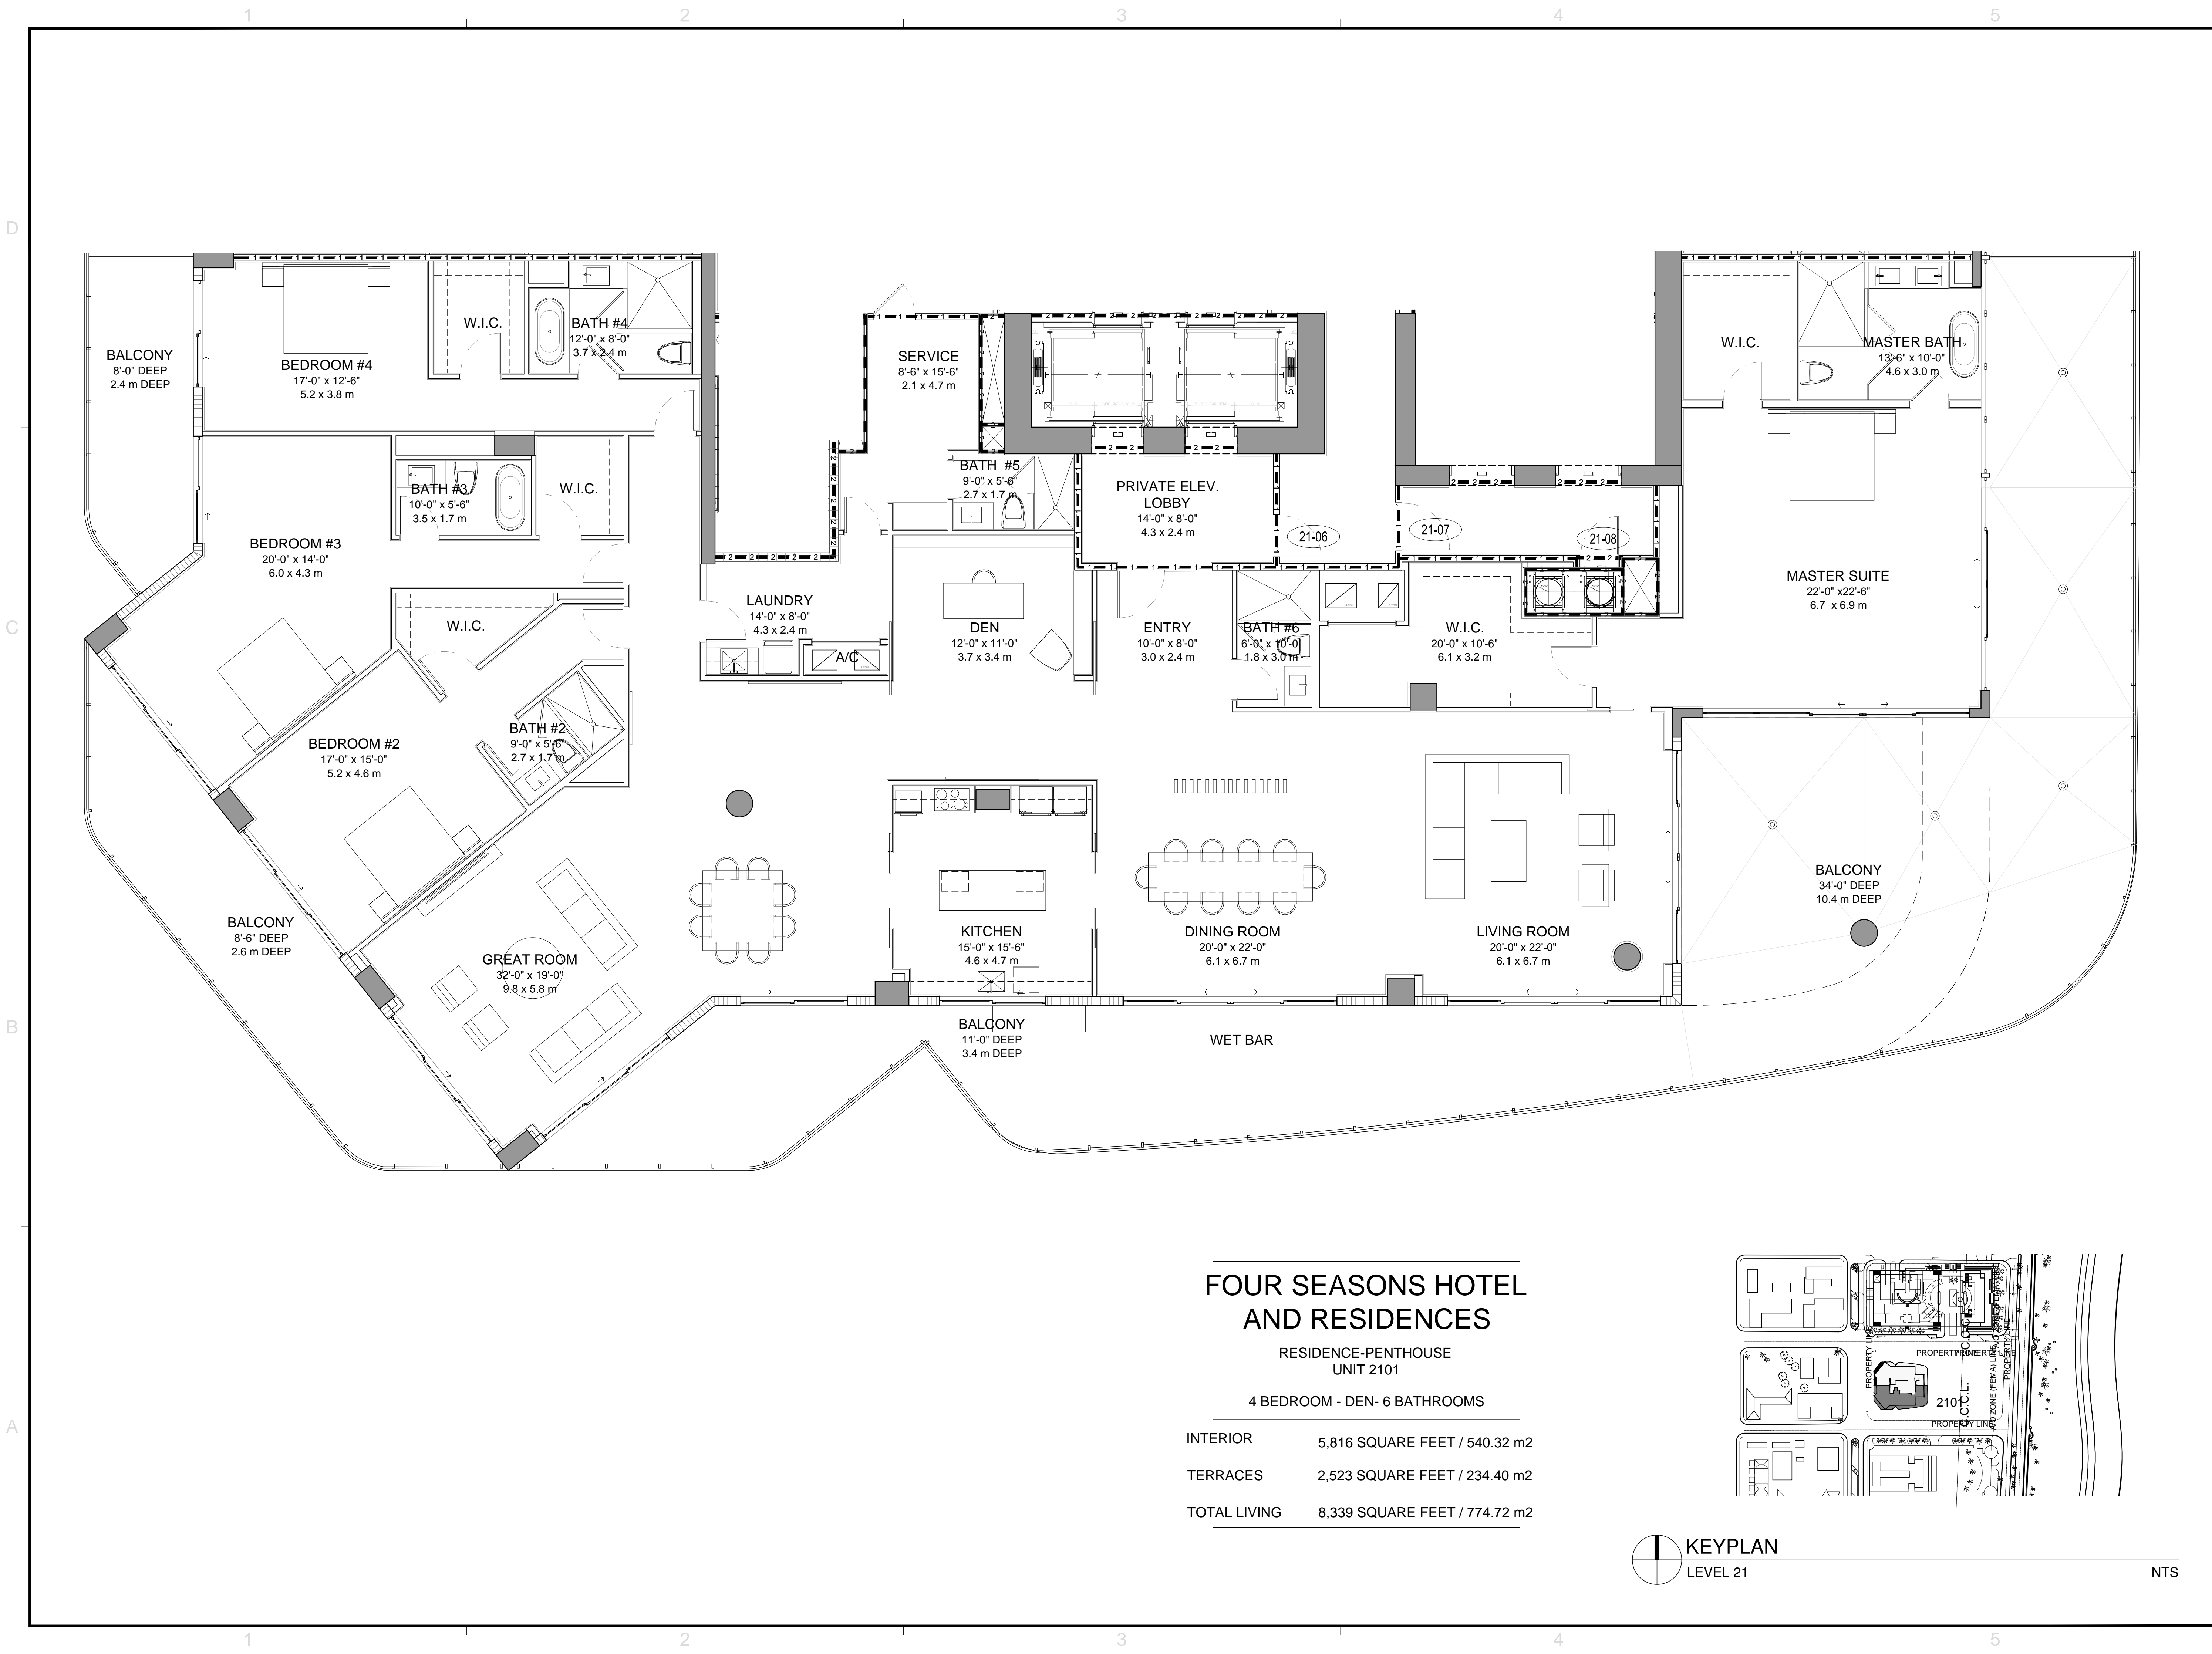 1 2 3 4 5
D
C
B
A
BALCONY
8'-0" DEEP
2.4 m DEEP
BEDROOM #4
17'-0" x 12'-6"
5.2 x 3.8 m
W.I.C.
BATH #4
12'-0" x 8'-0"
3.7 x 2.4 m
SERVICE
8'-6" x 15'-6"
2.1 x 4.7 m
W.I.C.
MASTER BATH
13'-6" x 10'-0"
4.6 x 3.0 m
BEDROOM #3
20'-0" x 14'-0"
6.0 x 4.3 m
BATH #3
10'-0" x 5'-6"
3.5 x 1.7 m
W.I.C.
BATH #5
9'-0" x 5'-6"
2.7 x 1.7 m
PRIVATE ELEV.
LOBBY
14'-0" x 8'-0"
4.3 x 2.4 m
21-06
21-07
21-08
MASTER SUITE
22'-0" x22'-6"
6.7 x 6.9 m
W.I.C.
LAUNDRY
14'-0" x 8'-0"
4.3 x 2.4 m
A/C
DEN
12'-0" x 11'-0"
3.7 x 3.4 m
ENTRY
10'-0" x 8'-0"
3.0 x 2.4 m
BATH #6
6'-0" x 10'-0"
1.8 x 3.0 m
W.I.C.
20'-0" x 10'-6"
6.1 x 3.2 m
BEDROOM #2
17'-0" x 15'-0"
5.2 x 4.6 m
BATH #2
9'-0" x 5'-6"
2.7 x 1.7 m
BALCONY
8'-6" DEEP
2.6 m DEEP
GREAT ROOM
32'-0" x 19'-0"
9.8 x 5.8 m
KITCHEN
15'-0" x 15'-6"
4.6 x 4.7 m
DINING ROOM
20'-0" x 22'-0"
6.1 x 6.7 m
LIVING ROOM
20'-0" x 22'-0"
6.1 x 6.7 m
BALCONY
34'-0" DEEP
10.4 m DEEP
BALCONY
11'-0" DEEP
3.4 m DEEP
WET BAR
FOUR SEASONS HOTEL
AND RESIDENCES
RESIDENCE-PENTHOUSE
UNIT 2101
4 BEDROOM - DEN- 6 BATHROOMS
INTERIOR 5,816 SQUARE FEET / 540.32 m2
TERRACES 2,523 SQUARE FEET / 234.40 m2
TOTAL LIVING 8,339 SQUARE FEET / 774.72 m2
PROPERTY LINE
PROPERTY LINE
PROPERTY LINE
2101
C.C.C.L.
PROPERTY LINE
KEYPLAN
LEVEL 21
NTS
1 2 3 4 5